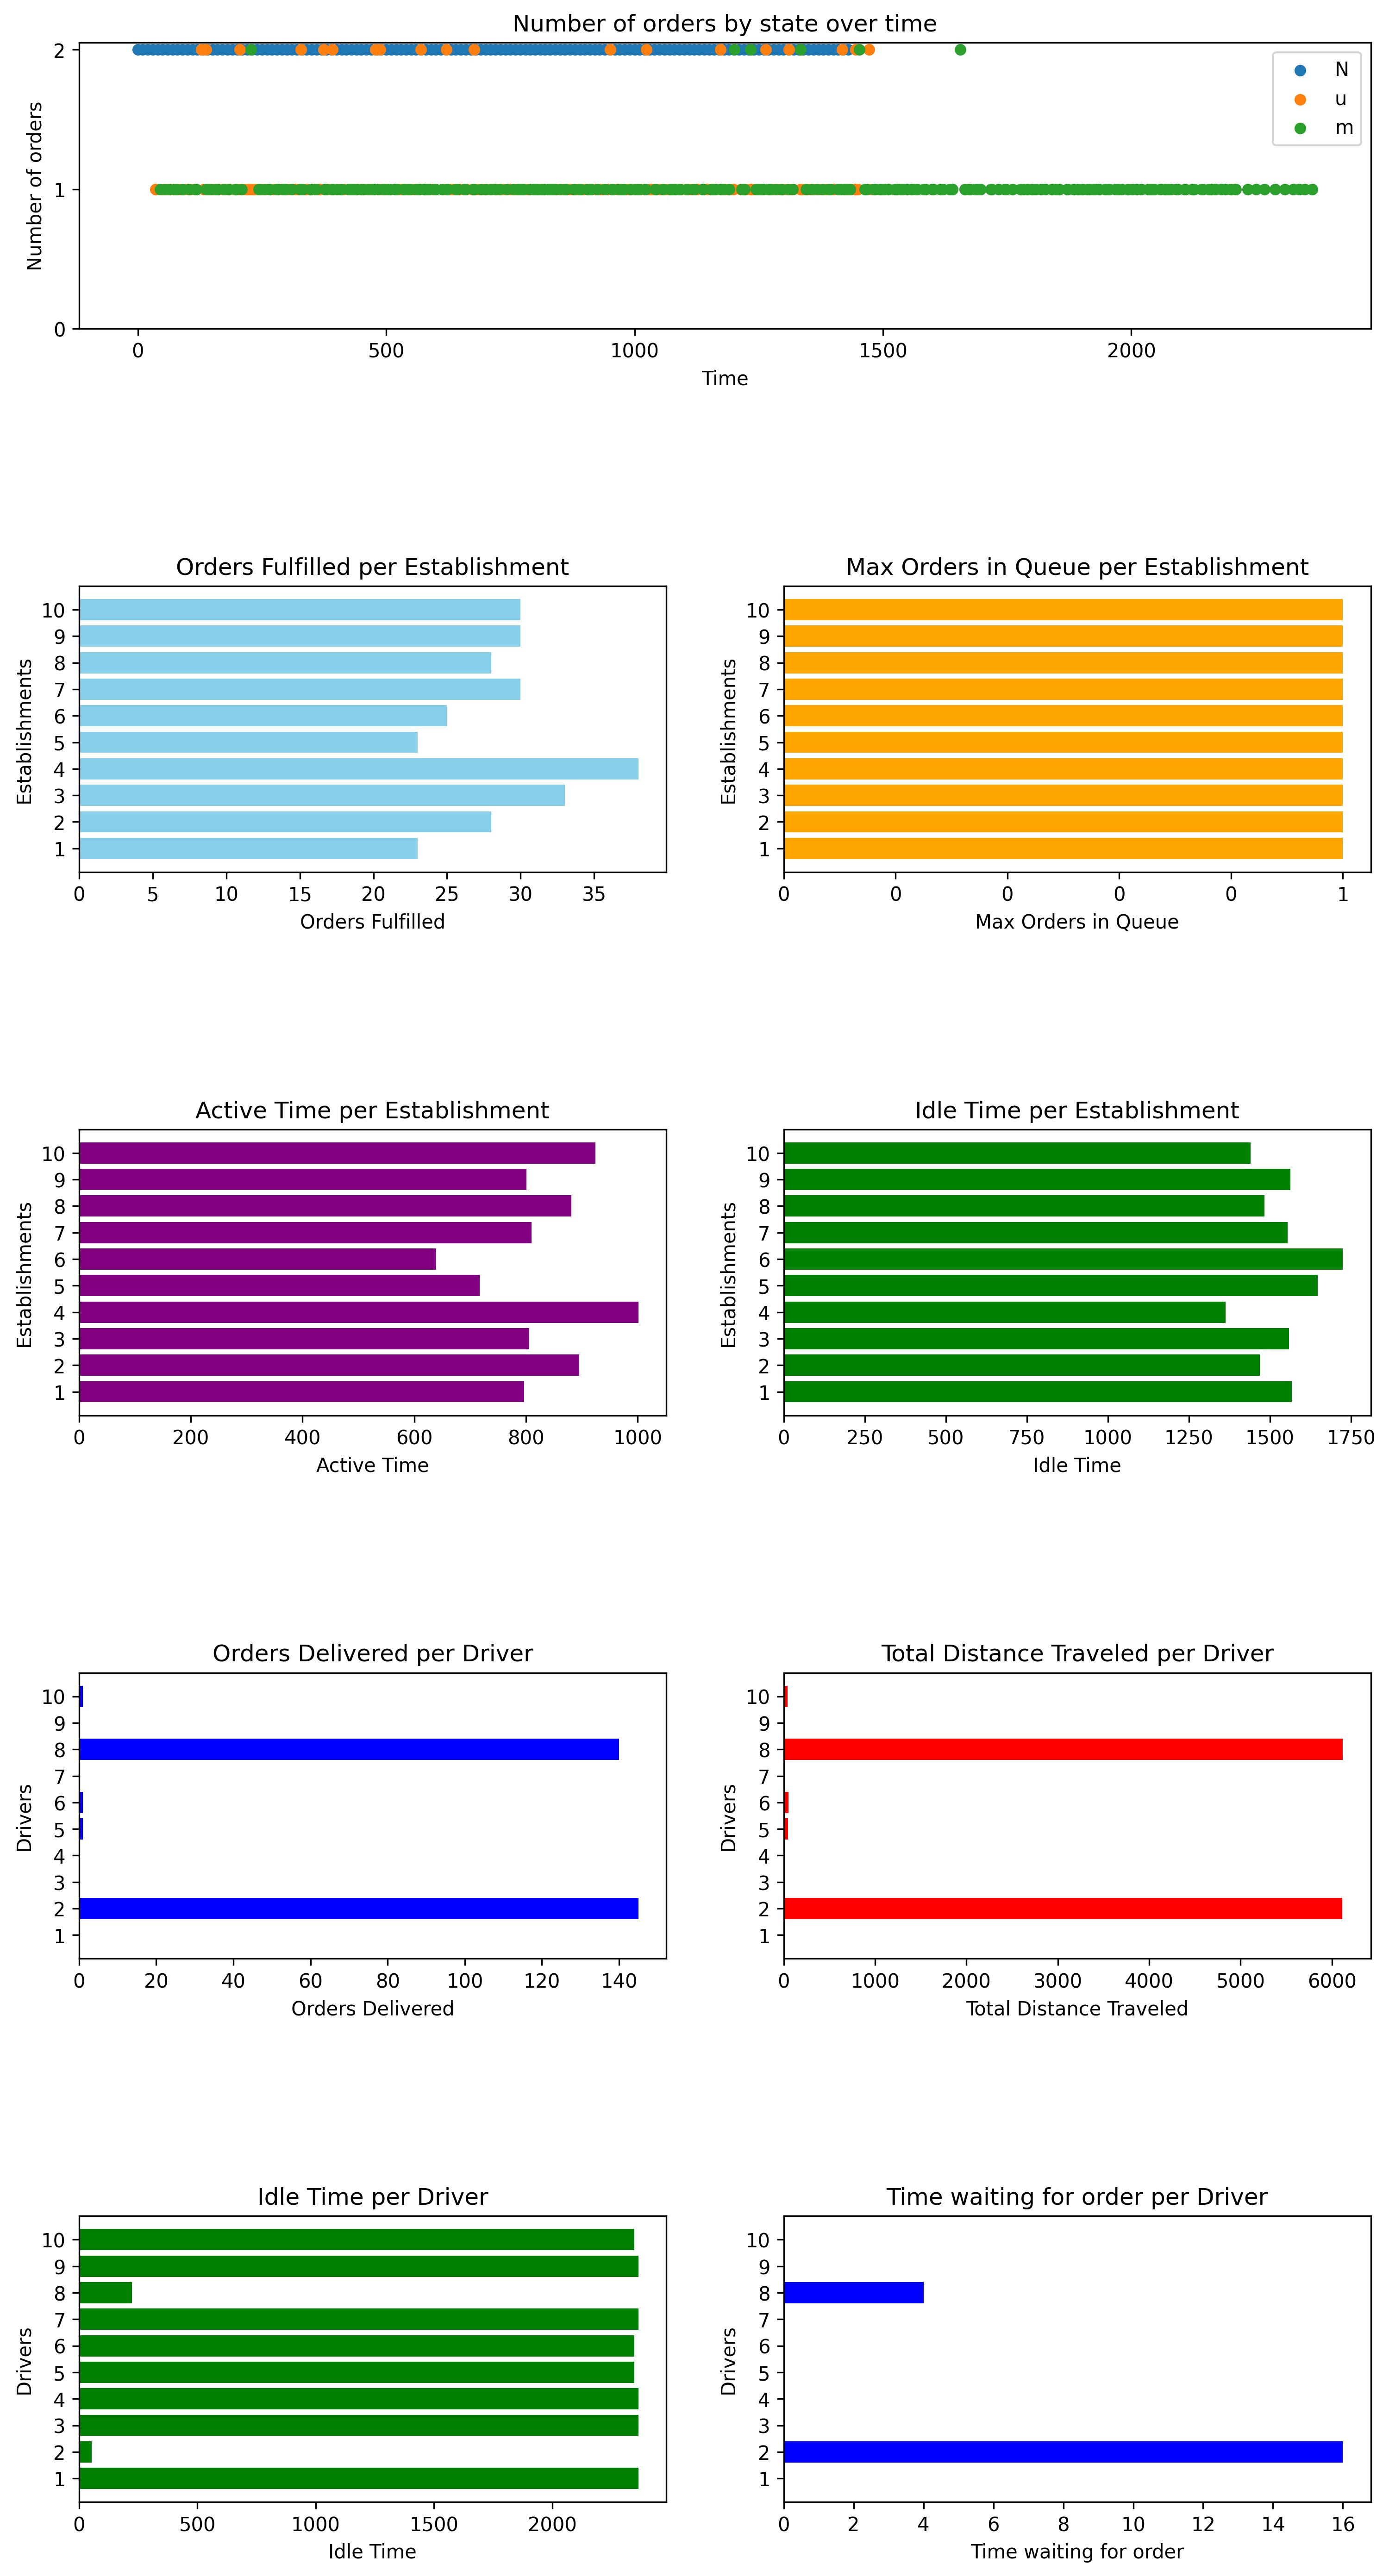 Number of orders by state over time
2
1
0
Number of orders
N
u
m
0 500 1000 1500 2000
Time
Orders Fulfilled per Establishment
10
9
8
7
6
5
4
3
2
1
Establishments
0 5 10 15 20 25 30 35
Orders Fulfilled
Max Orders in Queue per Establishment
10
9
8
7
6
5
4
3
2
1
Establishments
0 0 0 0 0 1
Max Orders in Queue
Active Time per Establishment
10
9
8
7
6
5
4
3
2
1
Establishments
0 200 400 600 800 1000
Active Time
Idle Time per Establishment
10
9
8
7
6
5
4
3
2
1
Establishments
0 250 500 750 1000 1250 1500 1750
Idle Time
Orders Delivered per Driver
10
9
8
7
6
5
4
3
2
1
Drivers
0 20 40 60 80 100 120 140
Orders Delivered
Total Distance Traveled per Driver
10
9
8
7
6
5
4
3
2
1
Drivers
0 1000 2000 3000 4000 5000 6000
Total Distance Traveled
Idle Time per Driver
10
9
8
7
6
5
4
3
2
1
Drivers
0 500 1000 1500 2000
Idle Time
Time waiting for order per Driver
10
9
8
7
6
5
4
3
2
1
Drivers
0 2 4 6 8 10 12 14 16
Time waiting for order